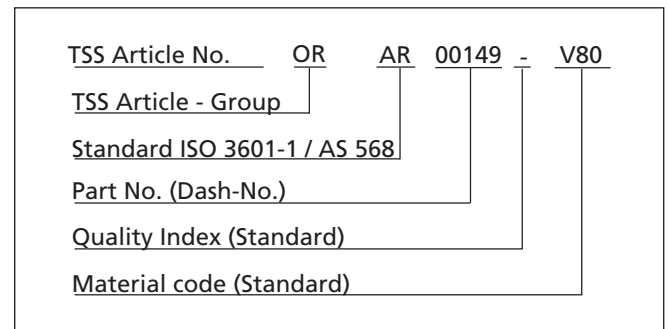 TSS Article No. OR AR 00149 - V80
TSS Article - Group
Standard ISO 3601-1 / AS 568
Part No. (Dash-No.)
Quality Index (Standard)
Material code (Standard)